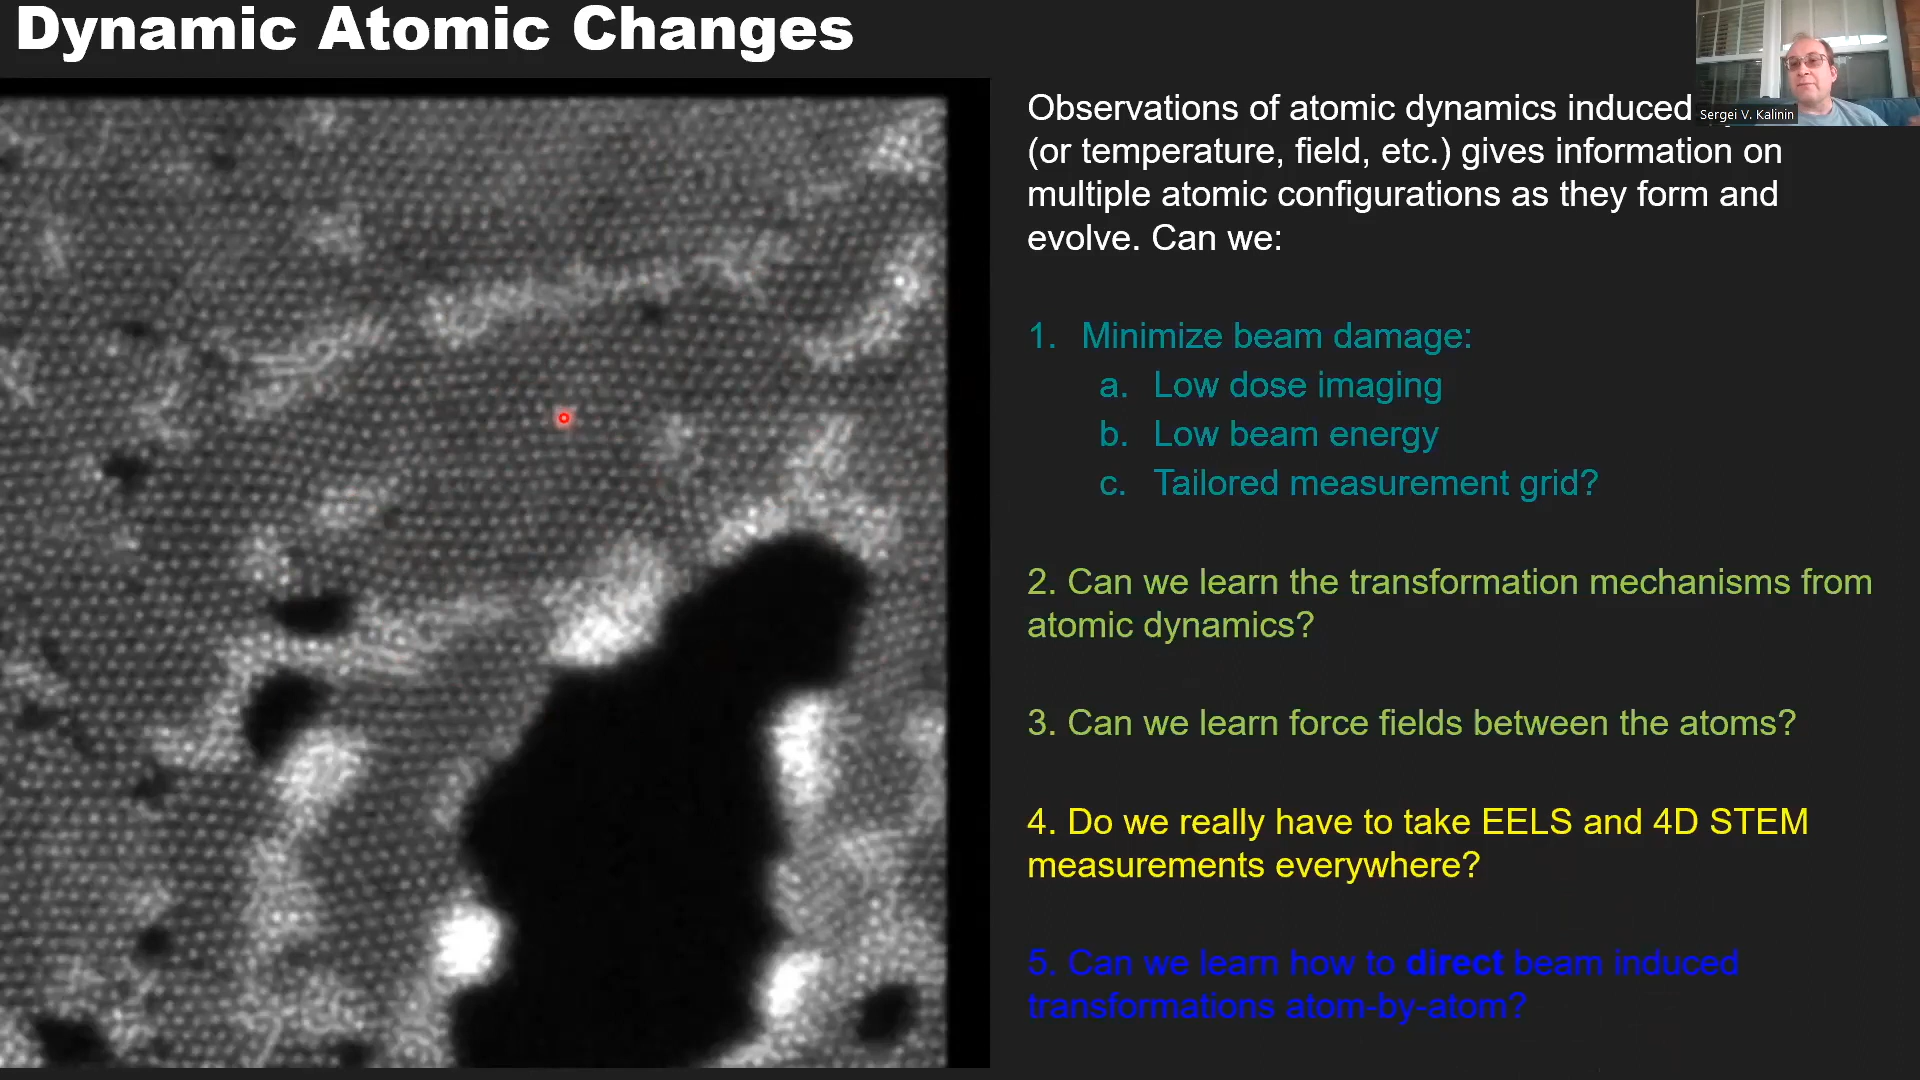 Dynamic Atomic Changes
Sergei V. Kalinin
Observations of atomic dynamics induced
(or temperature, field, etc.) gives information on
multiple atomic configurations as they form and
evolve. Can we:
1. Minimize beam damage:
a. Low dose imaging
b. Low beam energy
c. Tailored measurement grid?
2. Can we learn the transformation mechanisms from
atomic dynamics?
3. Can we learn force fields between the atoms?
4. Do we really have to take EELS and 4D STEM
measurements everywhere?
5. Can we learn how to direct beam induced
transformations atom-by-atom?